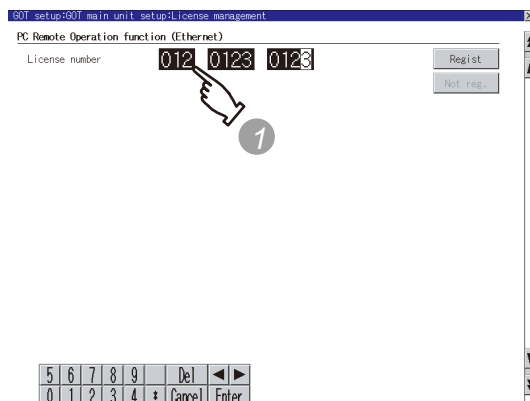 GOT setup:GOT main unit setup:License management
PC Remote Operation function (Ethernet)
License number 012 0123 0123 Regist
Not reg.
1
5 6 7 8 9 Del ◀ ▶
0 1 2 3 4 Cancel Enter